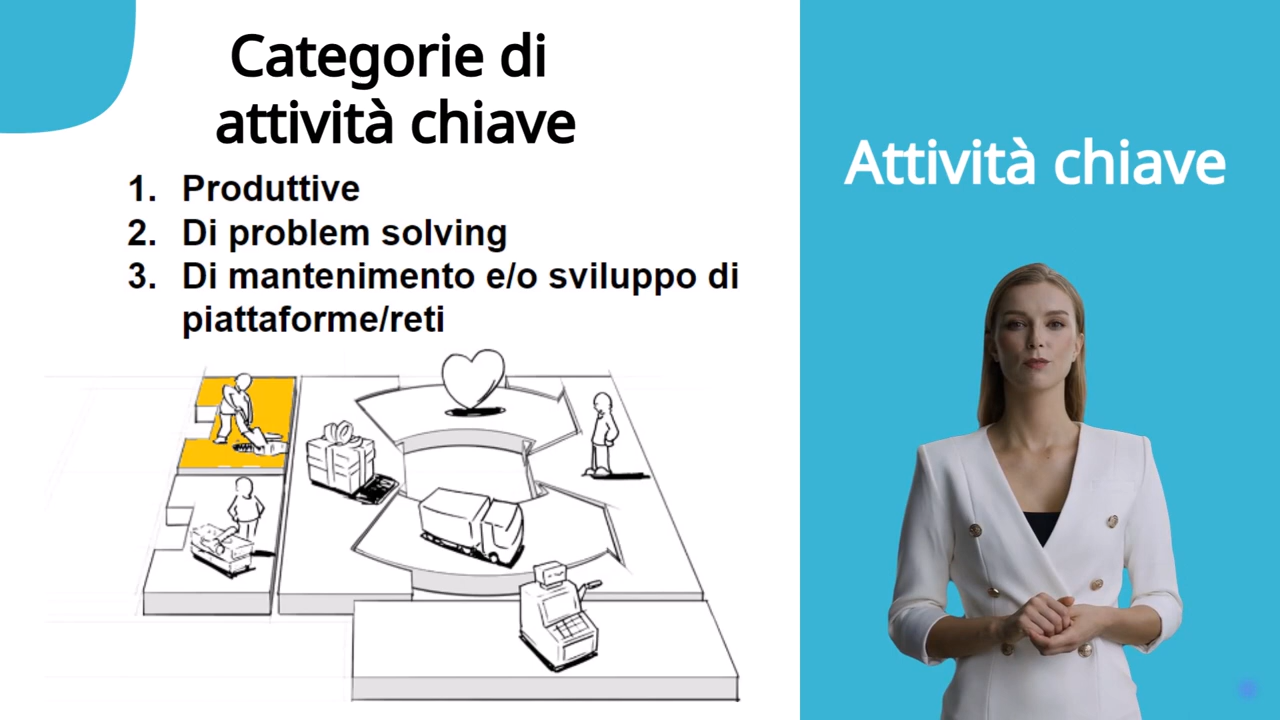 Categorie di
attività chiave
1. Produttive
2. Di problem solving
3. Di mantenimento e/o sviluppo di
piattaforme/reti
Attività chiave